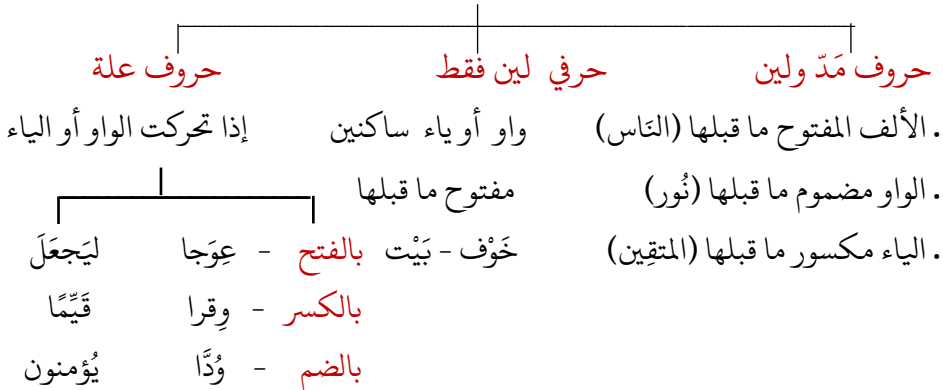 حروف مَدّ ولين حرفي لين فقط حروف علة
. الألف المفتوح ما قبلها (النَاس) واو أو ياء ساكنين إذا تحركت الواو أو الياء
. الواو مضموم ما قبلها (نُور) مفتوح ما قبلها
. الياء مكسور ما قبلها (المتقِين) خَوْف - بَيْت بالفتح - عِوَجا ليَجعَلَ
بالكسر - وِقرا قَيِّمًا
بالضم - وُدًّا يُؤمنون